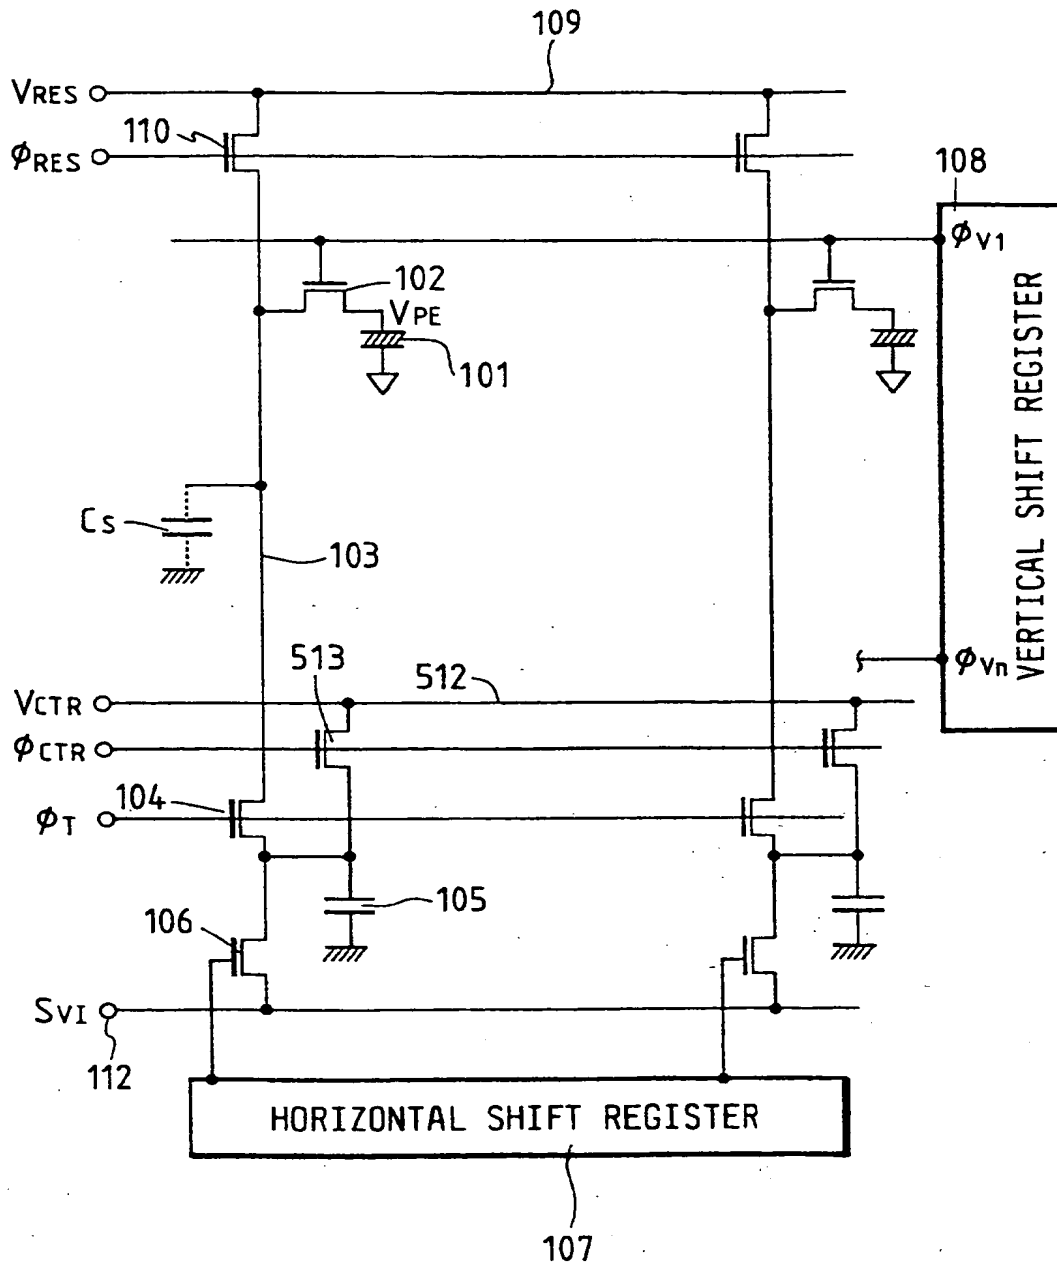 109
VRES
110
φRES
108
φV1
102
VPE
101
VERTICAL SHIFT REGISTER
CS
103
513
512
φVn
VCTR
φCTR
104
φT
105
106
SVI
112
HORIZONTAL SHIFT REGISTER
107